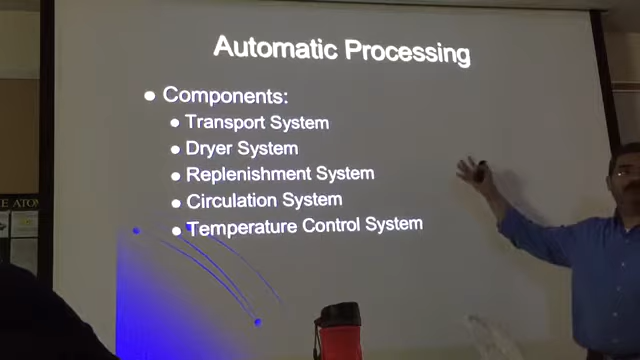 Automatic Processing
Components:
Transport System
Dryer System
Replenishment System
Circulation System
Temperature Control System